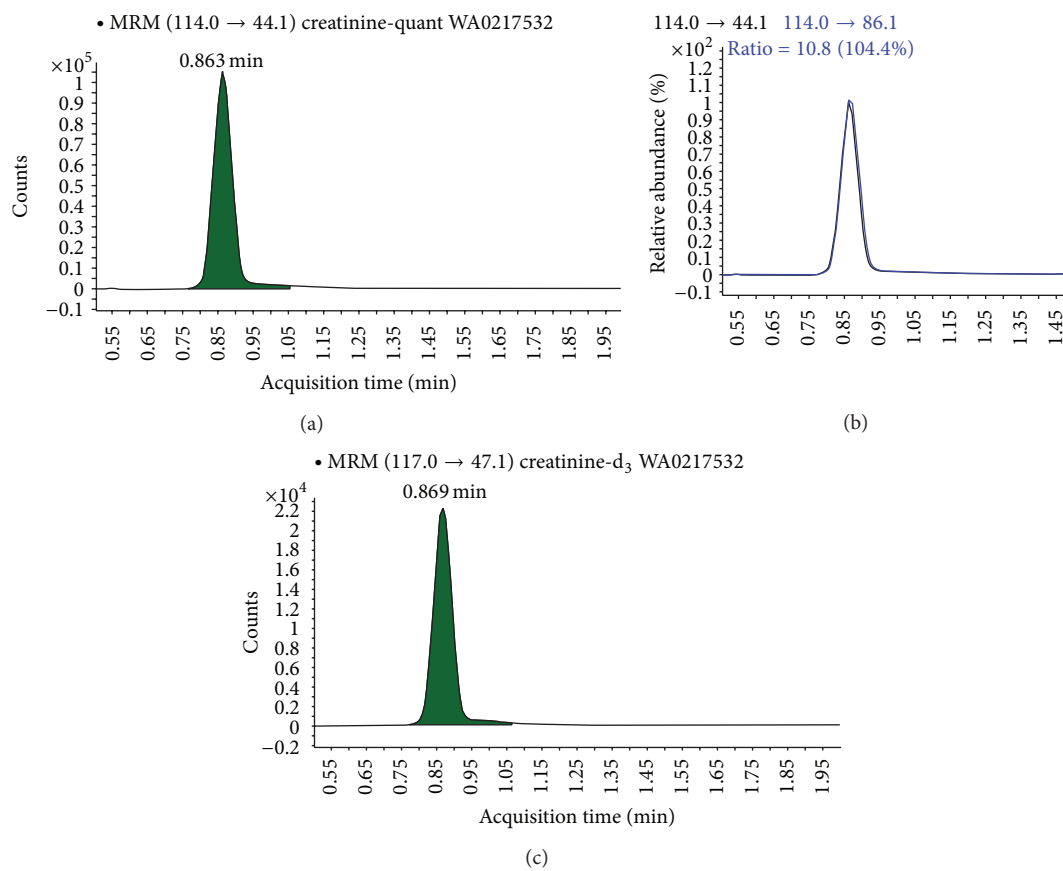 • MRM (114.0 → 44.1) creatinine-quant WA0217532
×10⁵
0.863 min
1
0.9
0.8
0.7
0.6
0.5
0.4
0.3
0.2
0.1
0
−0.1
Counts
0.55 0.65 0.75 0.85 0.95 1.05 1.15 1.25 1.35 1.45 1.55 1.65 1.75 1.85 1.95
Acquisition time (min)
(a)
114.0 → 44.1 114.0 → 86.1
×10²
Ratio = 10.8 (104.4%)
1.2
1.1
1
0.9
0.8
0.7
0.6
0.5
0.4
0.3
0.2
0.1
0
−0.1
Relative abundance (%)
0.55 0.65 0.75 0.85 0.95 1.05 1.15 1.25 1.35 1.45
(b)
• MRM (117.0 → 47.1) creatinine-d₃ WA0217532
×10⁴
0.869 min
2.2
2
1.8
1.6
1.4
1.2
1
0.8
0.6
0.4
0.2
0
−0.2
Counts
0.55 0.65 0.75 0.85 0.95 1.05 1.15 1.25 1.35 1.45 1.55 1.65 1.75 1.85 1.95
Acquisition time (min)
(c)